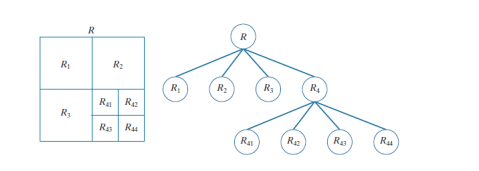 R
R₁ R₂
R₃ R₄₁ R₄₂
R₄₃ R₄₄
R
R₁ R₂ R₃ R₄
R₄₁ R₄₂ R₄₃ R₄₄